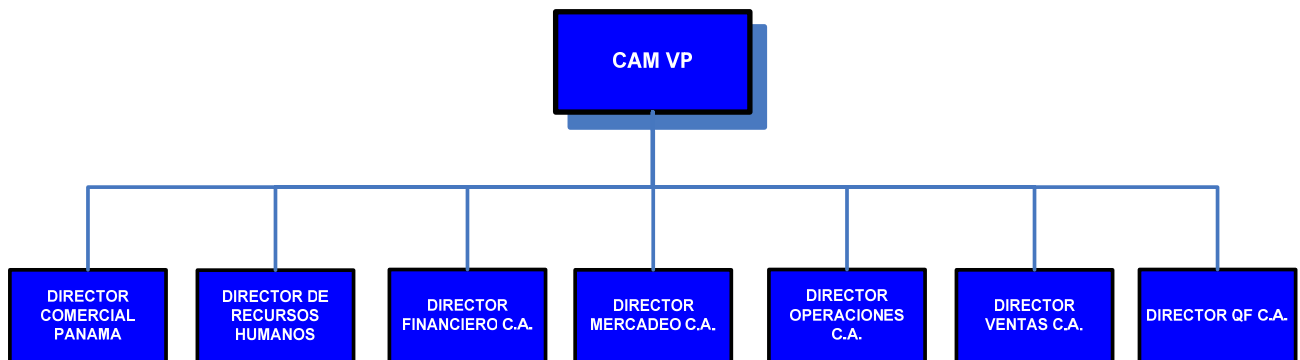 CAM VP
DIRECTOR
COMERCIAL
PANAMA
DIRECTOR DE
RECURSOS
HUMANOS
DIRECTOR
FINANCIERO C.A.
DIRECTOR
MERCADEO C.A.
DIRECTOR
OPERACIONES
C.A.
DIRECTOR
VENTAS C.A.
DIRECTOR QF C.A.